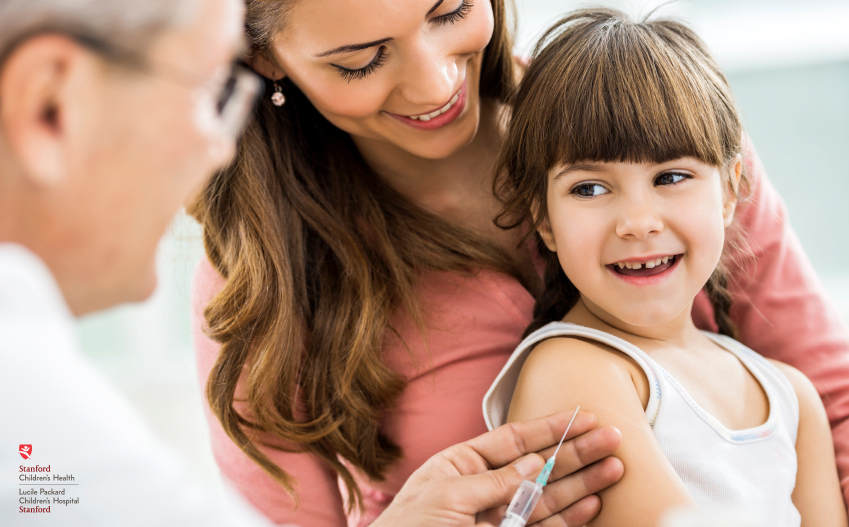 Stanford
Children's Health
Lucile Packard
Children's Hospital
Stanford